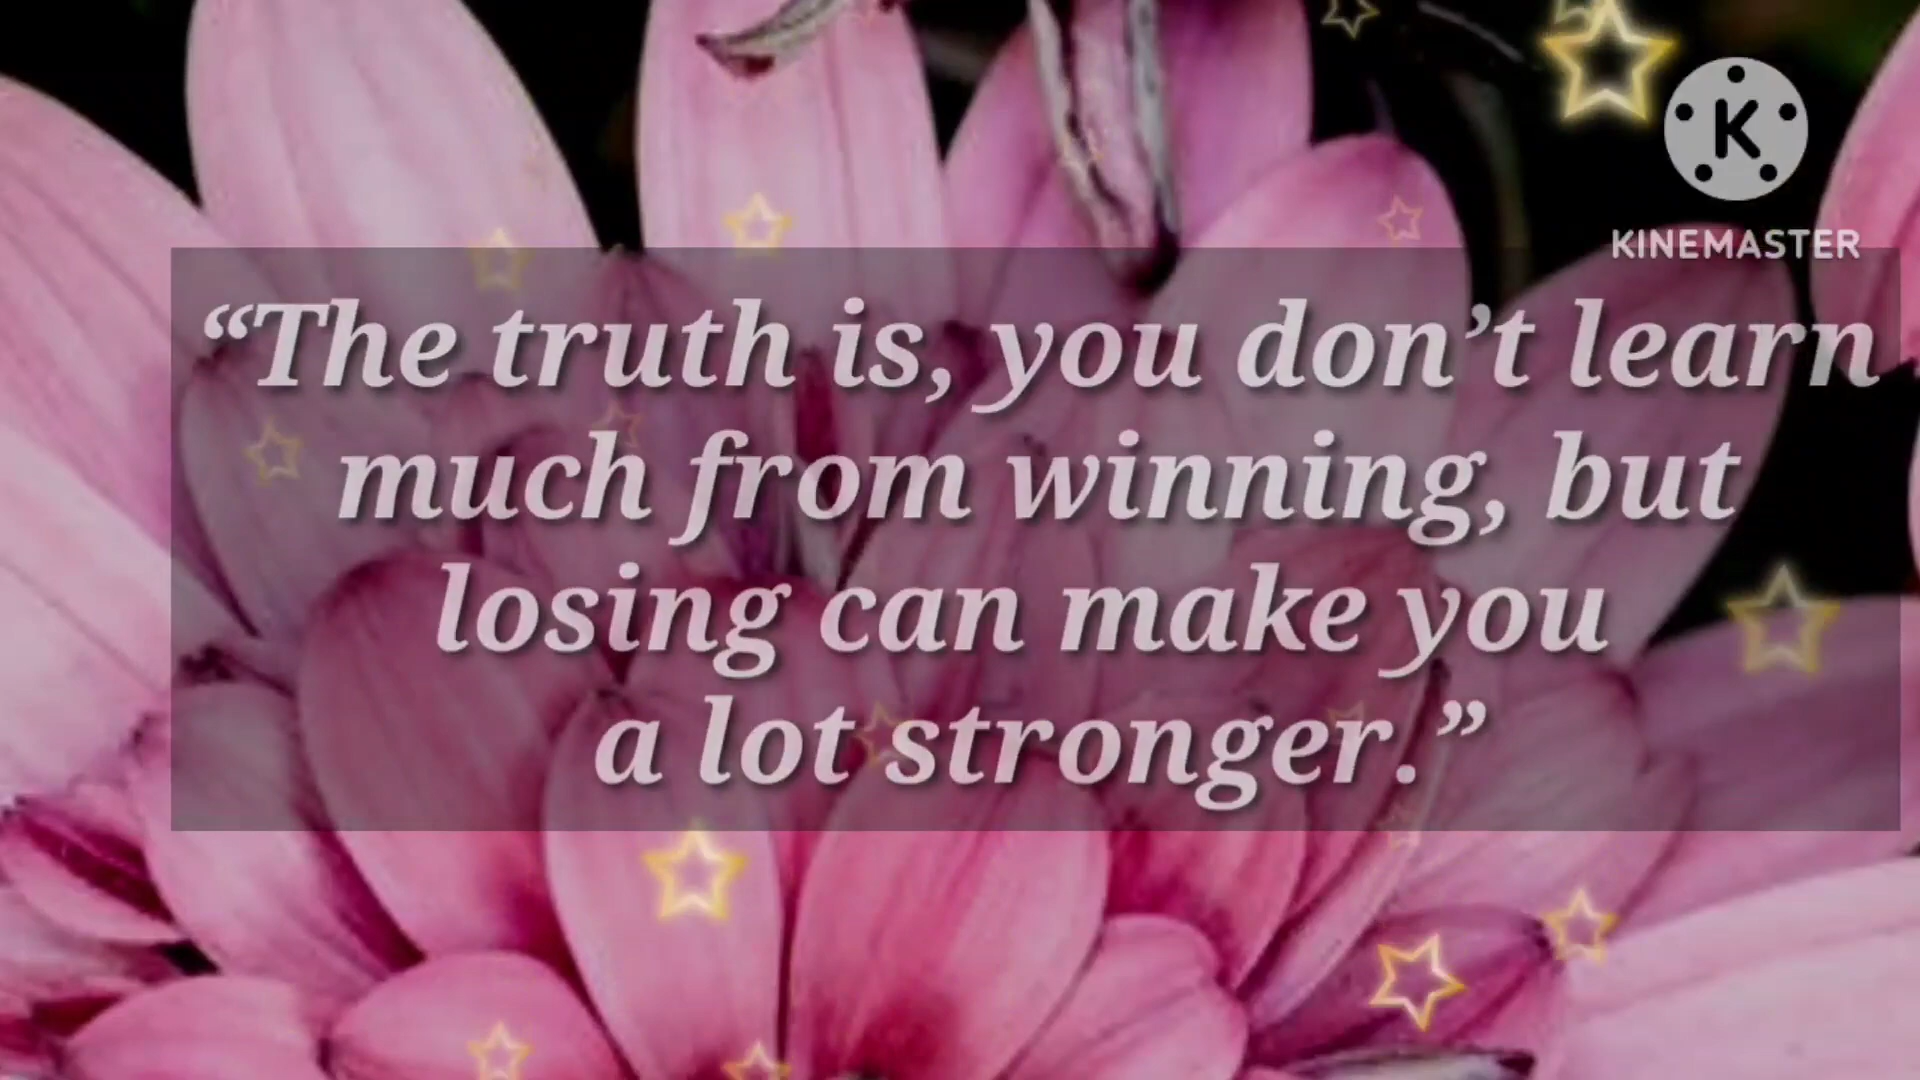 KINEMASTER
“The truth is, you don’t learn
much from winning, but
losing can make you
a lot stronger.”